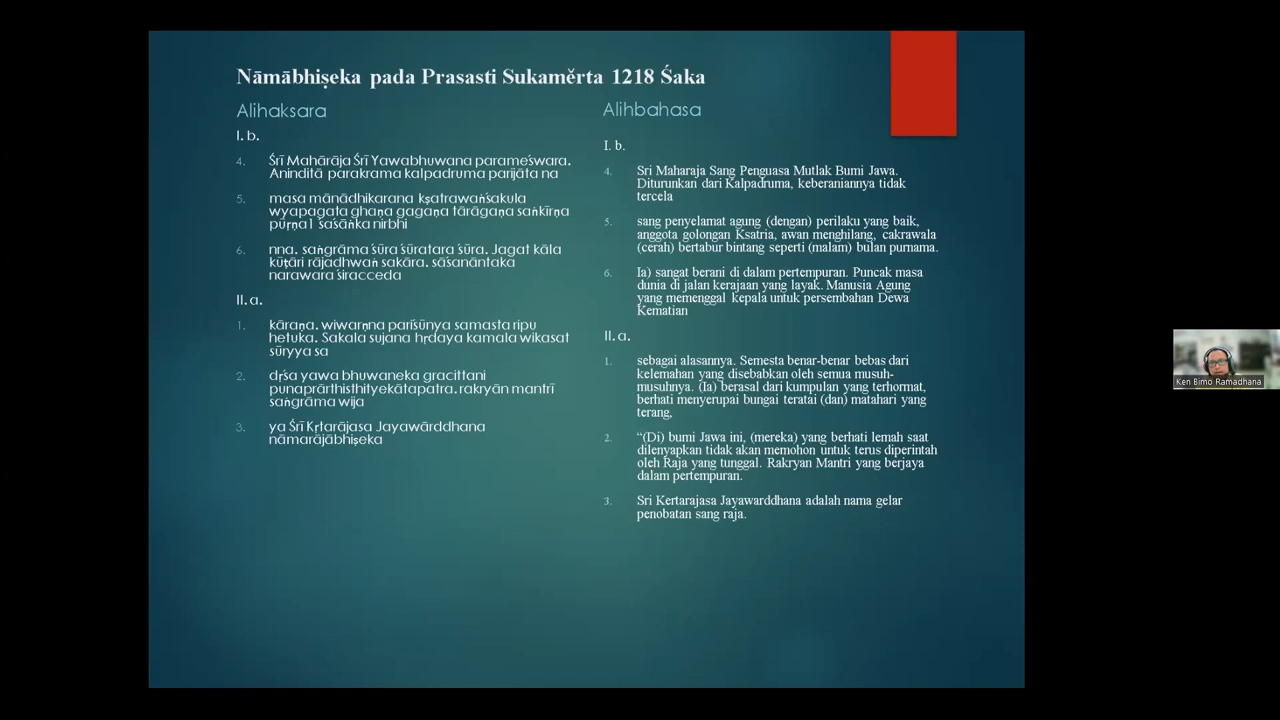 Nāmābhiṣeka pada Prasasti Sukamĕrta 1218 Śaka
Alihaksara
I. b.
4. Śrī Mahārāja Śrī Yawabhuwana parameśwara.
Aninditā parakrama kalpadruma parijāta na
5. masa mānādhikarana kṣatrawaṅśakula
wyapagata ghaṇa gagaṇa tārāgaṇa saṅkīrṇa
pūrṇa l śaśāṅka nirbhi
6. nna. saṅgrāma śūra śūratara śūra. Jagat kāla
kūṭāri rājadhwaṅ sakāra. sāsanāntaka
narawara śiracceda
II. a.
1. kāraṇa. wiwarṇna pariśūnya samasta ripu
hetuka. Sakala sujana hṛdaya kamala wikasat
sūryya sa
2. dṛśa yawa bhuwaneka gracittani
punaprārthisthityekātapatra. rakryān mantrī
saṅgrāma wija
3. ya Śrī Kṛtarājasa Jayawārddhana
nāmarājābhiṣeka
Alihbahasa
I. b.
4. Sri Maharaja Sang Penguasa Mutlak Bumi Jawa.
Diturunkan dari Kalpadruma, keberaniannya tidak
tercela
5. sang penyelamat agung (dengan) perilaku yang baik,
anggota golongan Ksatria, awan menghilang, cakrawala
(cerah) bertabur bintang seperti (malam) bulan purnama.
6. Ia) sangat berani di dalam pertempuran. Puncak masa
dunia di jalan kerajaan yang layak. Manusia Agung
yang memenggal kepala untuk persembahan Dewa
Kematian
II. a.
1. sebagai alasannya. Semesta benar-benar bebas dari
kelemahan yang disebabkan oleh semua musuh-
musuhnya. (Ia) berasal dari kumpulan yang terhormat,
berhati menyerupai bungai teratai (dan) matahari yang
terang,
2. “(Di) bumi Jawa ini, (mereka) yang berhati lemah saat
dilenyapkan tidak akan memohon untuk terus diperintah
oleh Raja yang tunggal. Rakryan Mantri yang berjaya
dalam pertempuran.
3. Sri Kertarajasa Jayawarddhana adalah nama gelar
penobatan sang raja.
Ken Bimo Ramadhana